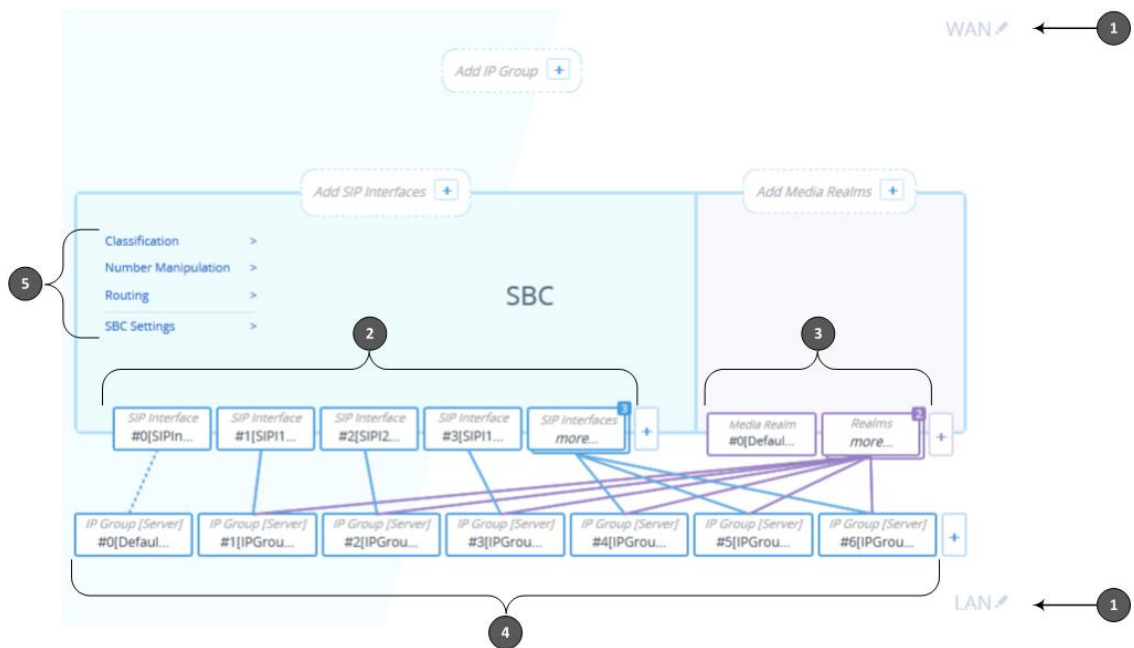 WAN
1
Add IP Group +
Add SIP Interfaces +
Add Media Realms +
Classification >
Number Manipulation >
Routing >
SBC Settings >
5
SBC
2
3
SIP Interface
#0[SIPIn...
SIP Interface
#1[SIPI1...
SIP Interface
#2[SIPI2...
SIP Interface
#3[SIPI1...
3
SIP Interfaces
more...
+
Media Realm
#0[Defaul...
2
Realms
more...
+
IP Group [Server]
#0[Defaul...
IP Group [Server]
#1[IPGrou...
IP Group [Server]
#2[IPGrou...
IP Group [Server]
#3[IPGrou...
IP Group [Server]
#4[IPGrou...
IP Group [Server]
#5[IPGrou...
IP Group [Server]
#6[IPGrou...
+
4
LAN
1